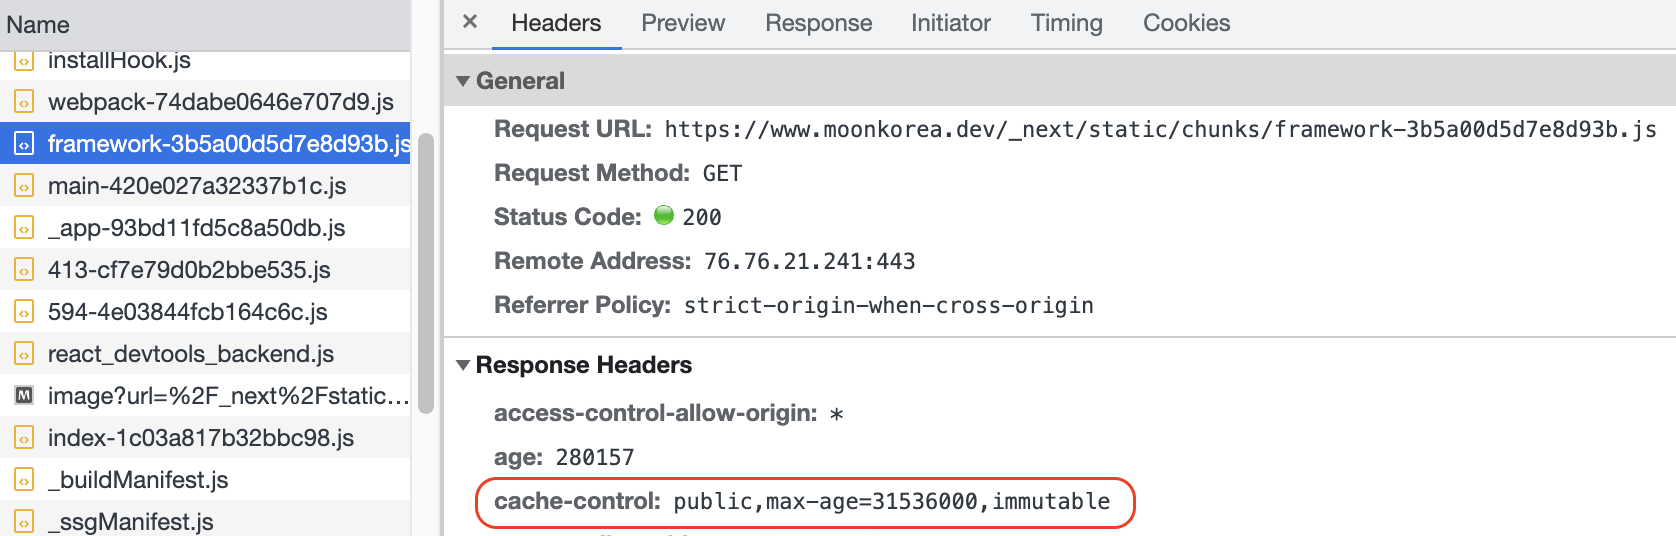 Name
installHook.js
webpack-74dabe0646e707d9.js
framework-3b5a00d5d7e8d93b.js
main-420e027a32337b1c.js
_app-93bd11fd5c8a50db.js
413-cf7e79d0b2bbe535.js
594-4e03844fcb164c6c.js
react_devtools_backend.js
M
image?url=%2F_next%2Fstatic...
index-1c03a817b32bbc98.js
_buildManifest.js
_ssgManifest.js
× Headers Preview Response Initiator Timing Cookies
▼ General
Request URL: https://www.moonkorea.dev/_next/static/chunks/framework-3b5a00d5d7e8d93b.js
Request Method: GET
Status Code: 200
Remote Address: 76.76.21.241:443
Referrer Policy: strict-origin-when-cross-origin
▼ Response Headers
access-control-allow-origin: *
age: 280157
cache-control: public,max-age=31536000,immutable